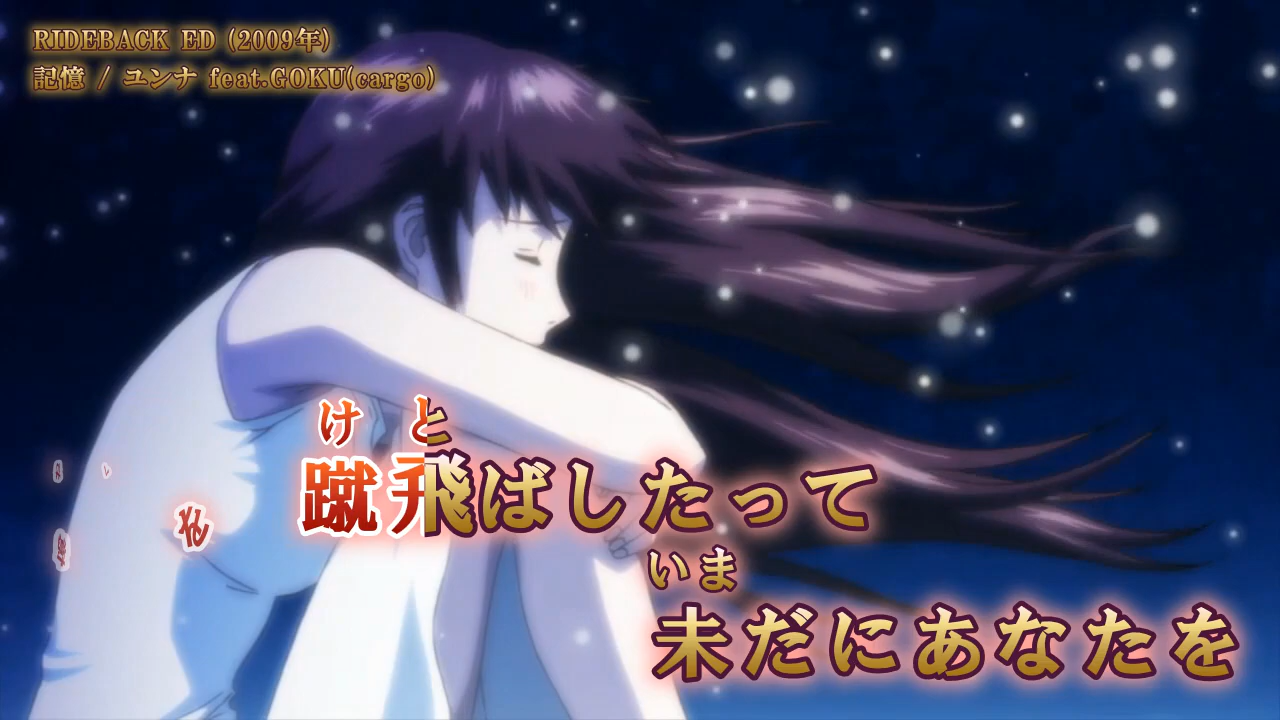 RIDEBACK ED (2009年)
記憶 / ユンナ feat.GOKU(cargo)
けと
を 蹴飛ばしたって
いま
未だにあなたを